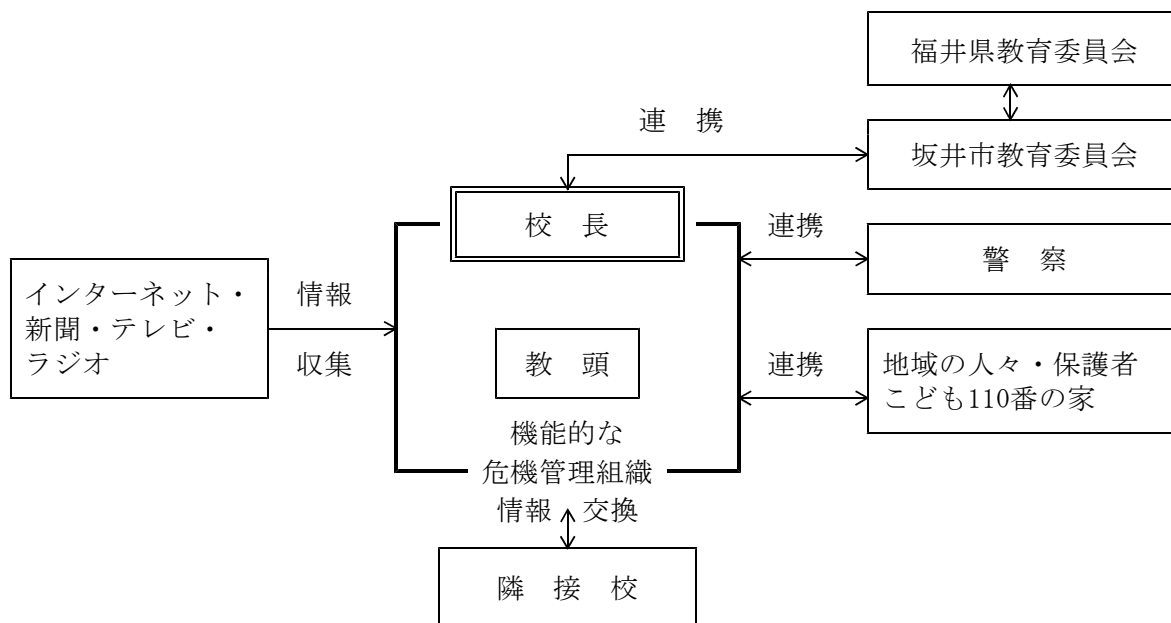 福井県教育委員会
連 携
坂井市教育委員会
校 長
連携
警 察
インターネット・
新聞・テレビ・
ラジオ
情報
収集
教 頭
連携
地域の人々・保護者
こども110番の家
機能的な
危機管理組織
情報 交換
隣 接 校